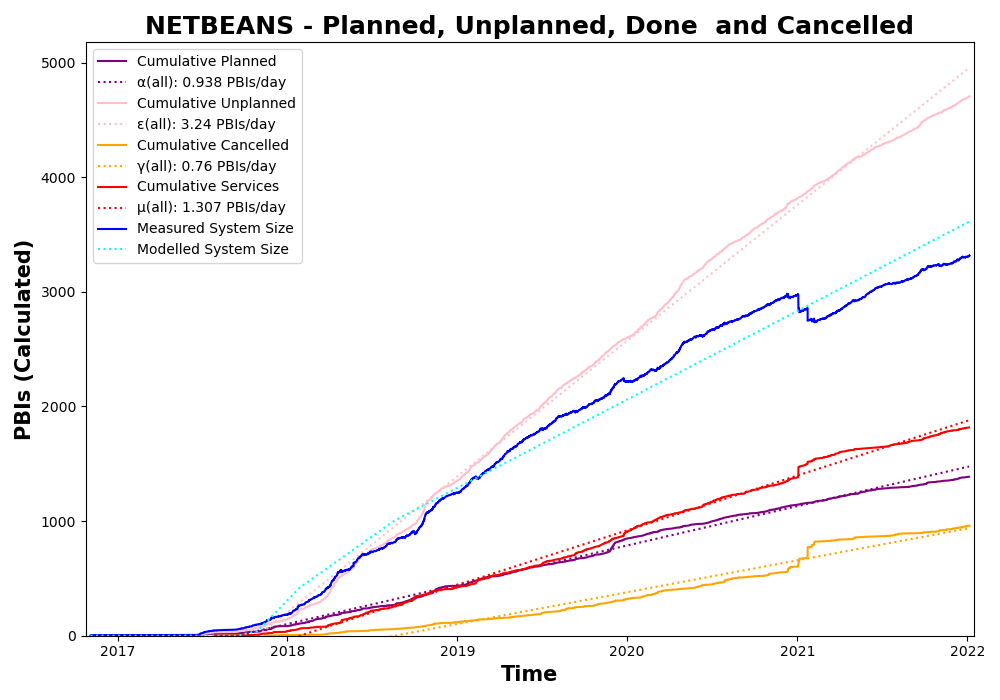 NETBEANS - Planned, Unplanned, Done  and Cancelled
Cumulative Planned
α(all): 0.938 PBIs/day
Cumulative Unplanned
ε(all): 3.24 PBIs/day
Cumulative Cancelled
γ(all): 0.76 PBIs/day
Cumulative Services
μ(all): 1.307 PBIs/day
Measured System Size
Modelled System Size
PBIs (Calculated)
5000
4000
3000
2000
1000
0
2017 2018 2019 2020 2021 2022
Time